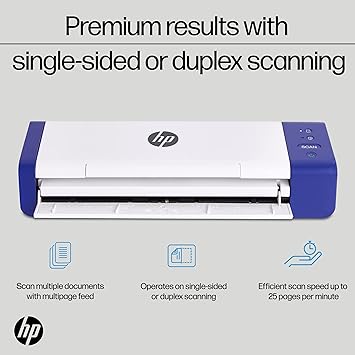 Premium results with
single-sided or duplex scanning
hp
SCAN
Scan multiple documents
with multipage feed
Operates on single-sided
or duplex scanning
Efficient scan speed up to
25 pages per minute
hp